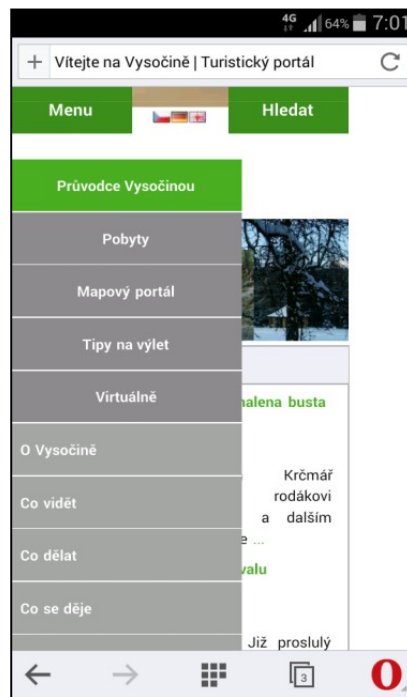 4G 64% 7:01
Vítejte na Vysočině | Turistický portál
Menu
Hledat
Průvodce Vysočinou
Pobyty
Mapový portál
Tipy na výlet
Virtuálně
O Vysočině
Co vidět
Co dělat
Co se děje
nalena busta
Krčmář
rodákovi
a dalším
e ...
valu
Již proslulý
3